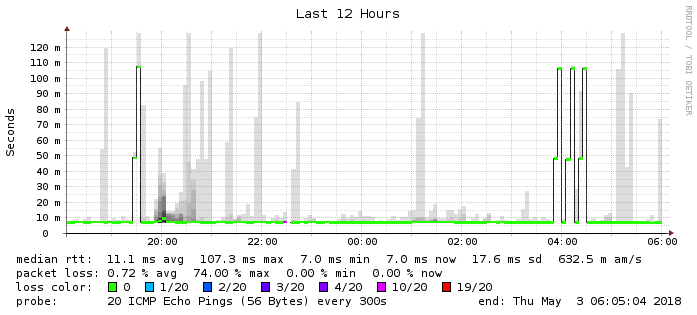 Last 12 Hours
RRDTOOL / TOBI OETIKER
Seconds
120 m
110 m
100 m
90 m
80 m
70 m
60 m
50 m
40 m
30 m
20 m
10 m
0
20:00 22:00 00:00 02:00 04:00 06:00
median rtt: 11.1 ms avg 107.3 ms max 7.0 ms min 7.0 ms now 17.6 ms sd 632.5 m am/s
packet loss: 0.72 % avg 74.00 % max 0.00 % min 0.00 % now
loss color: 0 1/20 2/20 3/20 4/20 10/20 19/20
probe: 20 ICMP Echo Pings (56 Bytes) every 300s end: Thu May 3 06:05:04 2018